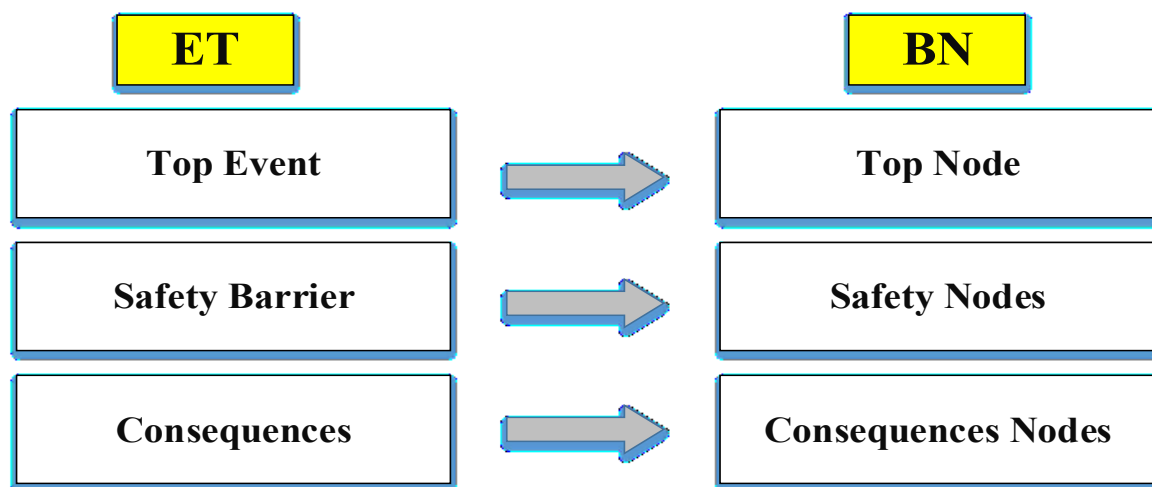 ET
BN
Top Event
Top Node
Safety Barrier
Safety Nodes
Consequences
Consequences Nodes